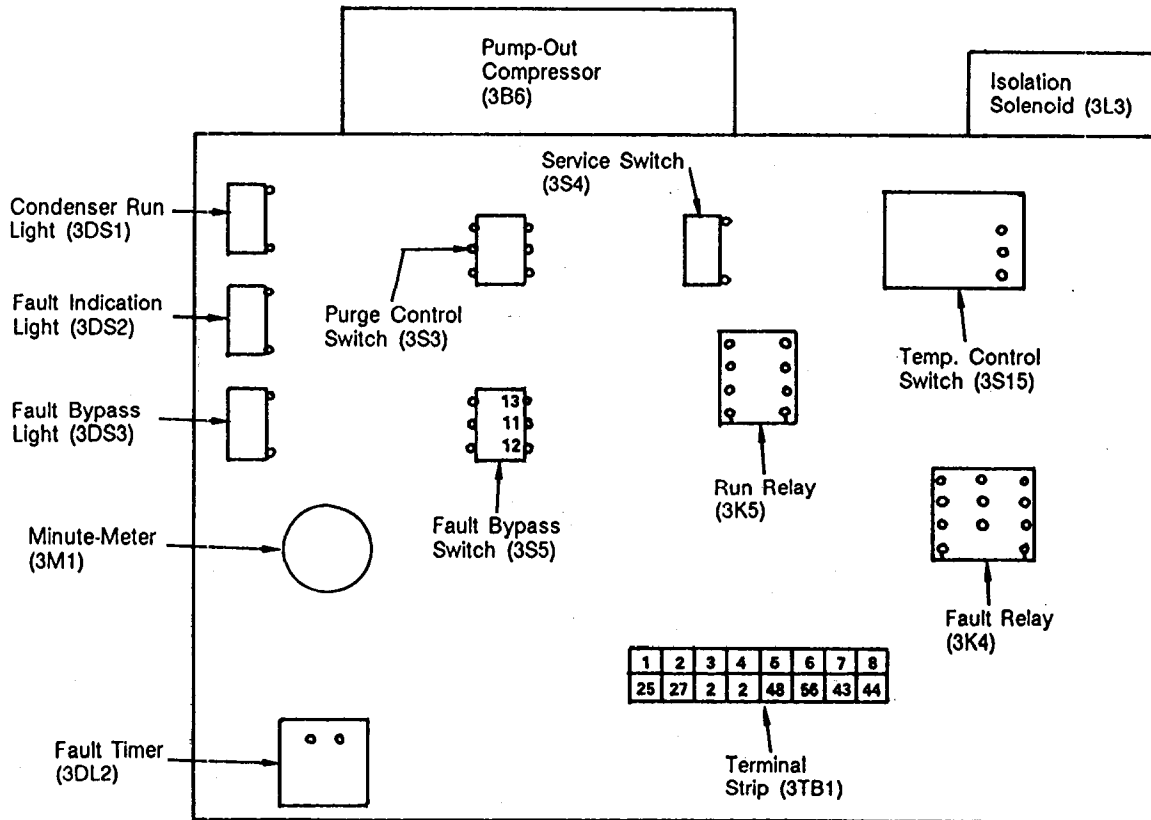 Pump-Out
Compressor
(3B6)
Isolation
Solenoid (3L3)
Service Switch
(3S4)
Condenser Run
Light (3DS1)
Fault Indication
Light (3DS2)
Purge Control
Switch (3S3)
Temp. Control
Switch (3S15)
Fault Bypass
Light (3DS3)
13
11
12
Run Relay
(3K5)
Minute-Meter
(3M1)
Fault Bypass
Switch (3S5)
Fault Relay
(3K4)
1 2 3 4 5 6 7 8
25 27 2 2 48 56 43 44
Fault Timer
(3DL2)
Terminal
Strip (3TB1)